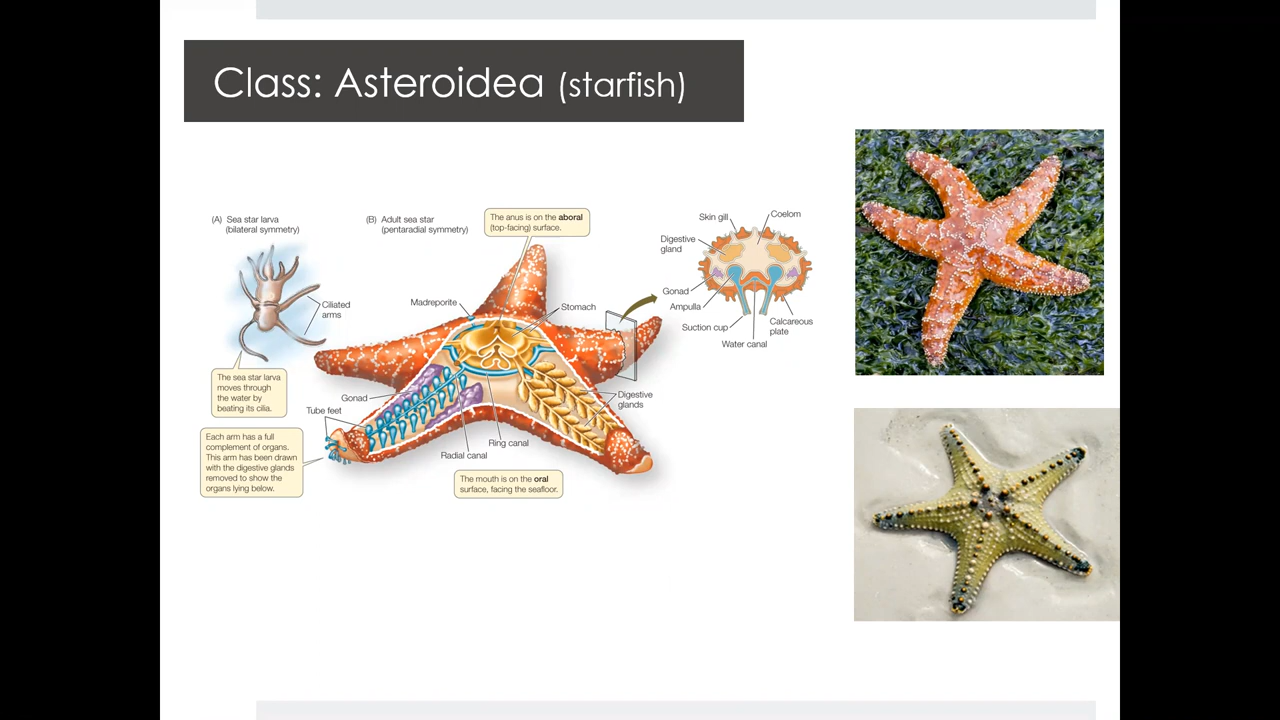 Class: Asteroidea (starfish)
(A) Sea star larva
(bilateral symmetry)
Ciliated
arms
The sea star larva
moves through
the water by
beating its cilia.
(B) Adult sea star
(pentaradial symmetry)
The anus is on the aboral
(top-facing) surface.
Madreporite
Stomach
Gonad
Tube feet
Digestive
glands
Each arm has a full
complement of organs.
This arm has been drawn
with the digestive glands
removed to show the
organs lying below.
Ring canal
Radial canal
The mouth is on the oral
surface, facing the seafloor.
Skin gill
Coelom
Digestive
gland
Gonad
Ampulla
Suction cup
Calcareous
plate
Water canal